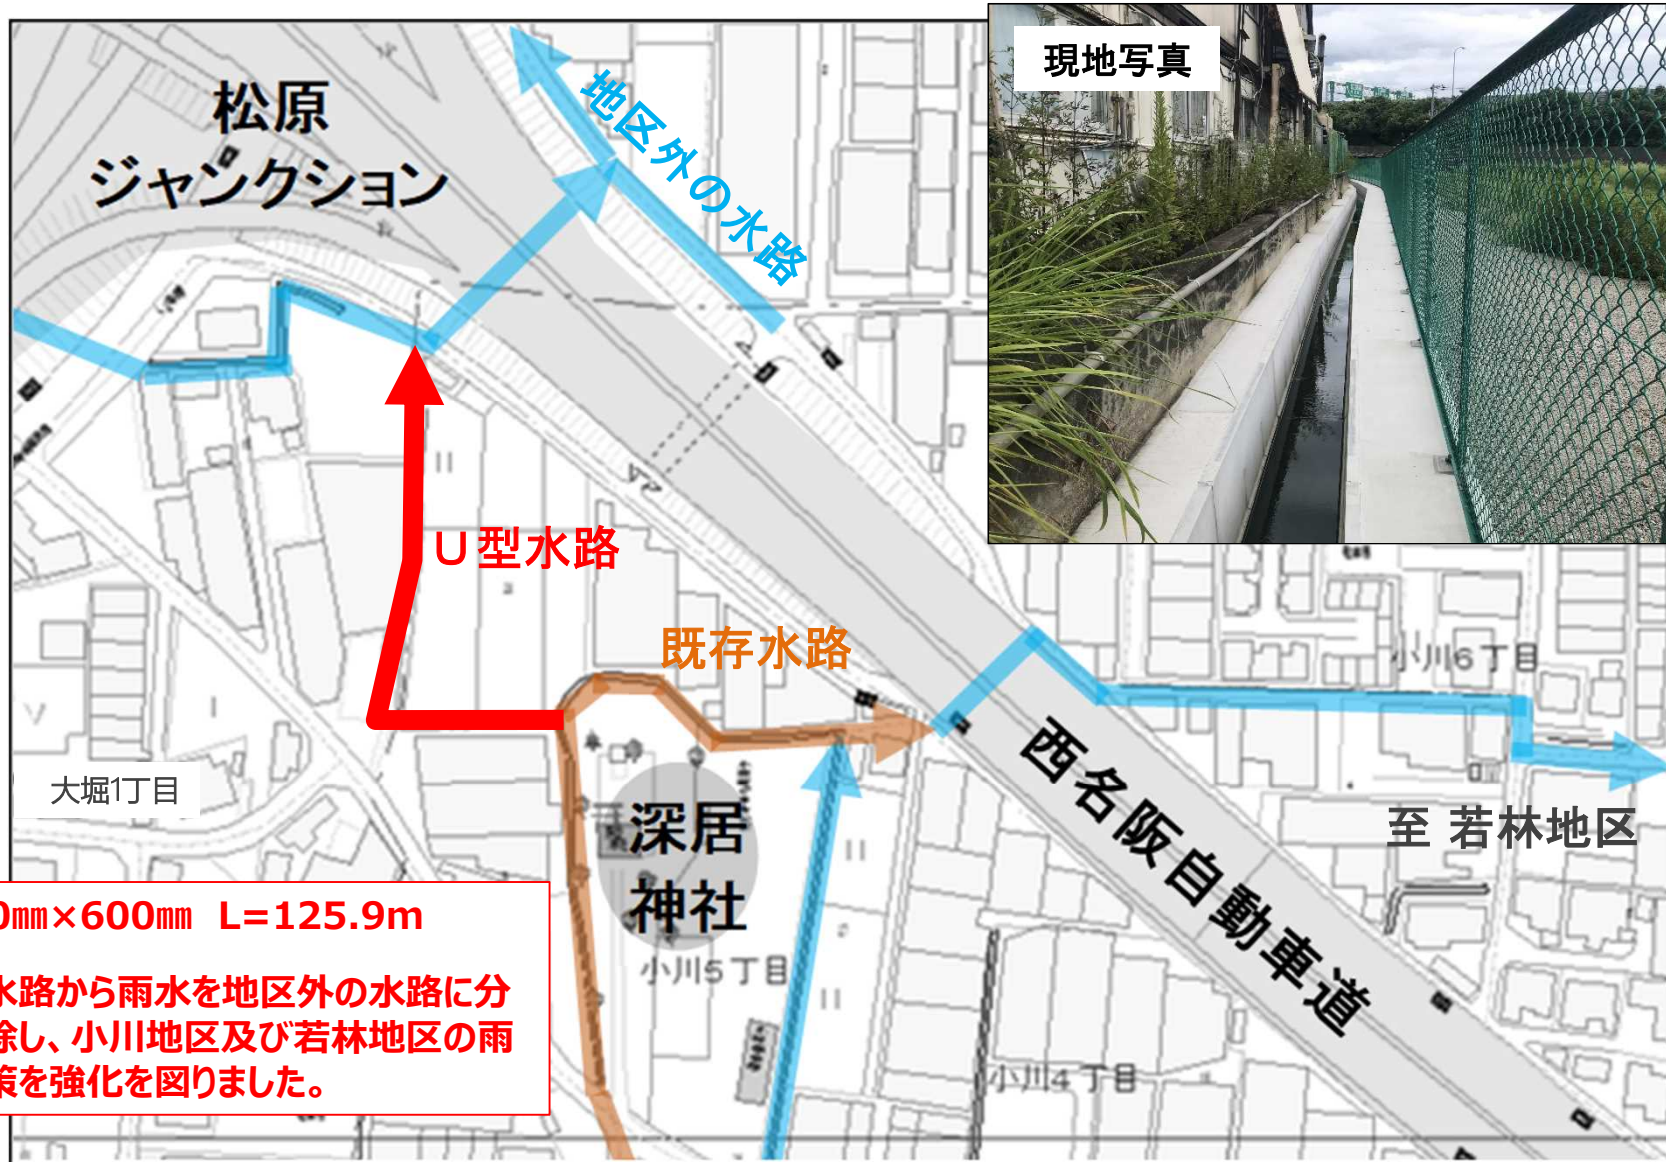 現地写真
松原
ジャンクション
地区外の水路
U型水路
既存水路
小川6丁目
西名阪自動車道
大堀1丁目
深居
神社
至 若林地区
小川5丁目
小川4丁目
0㎜×600㎜ L=125.9m
水路から雨水を地区外の水路に分
除し、小川地区及び若林地区の雨
策を強化を図りました。